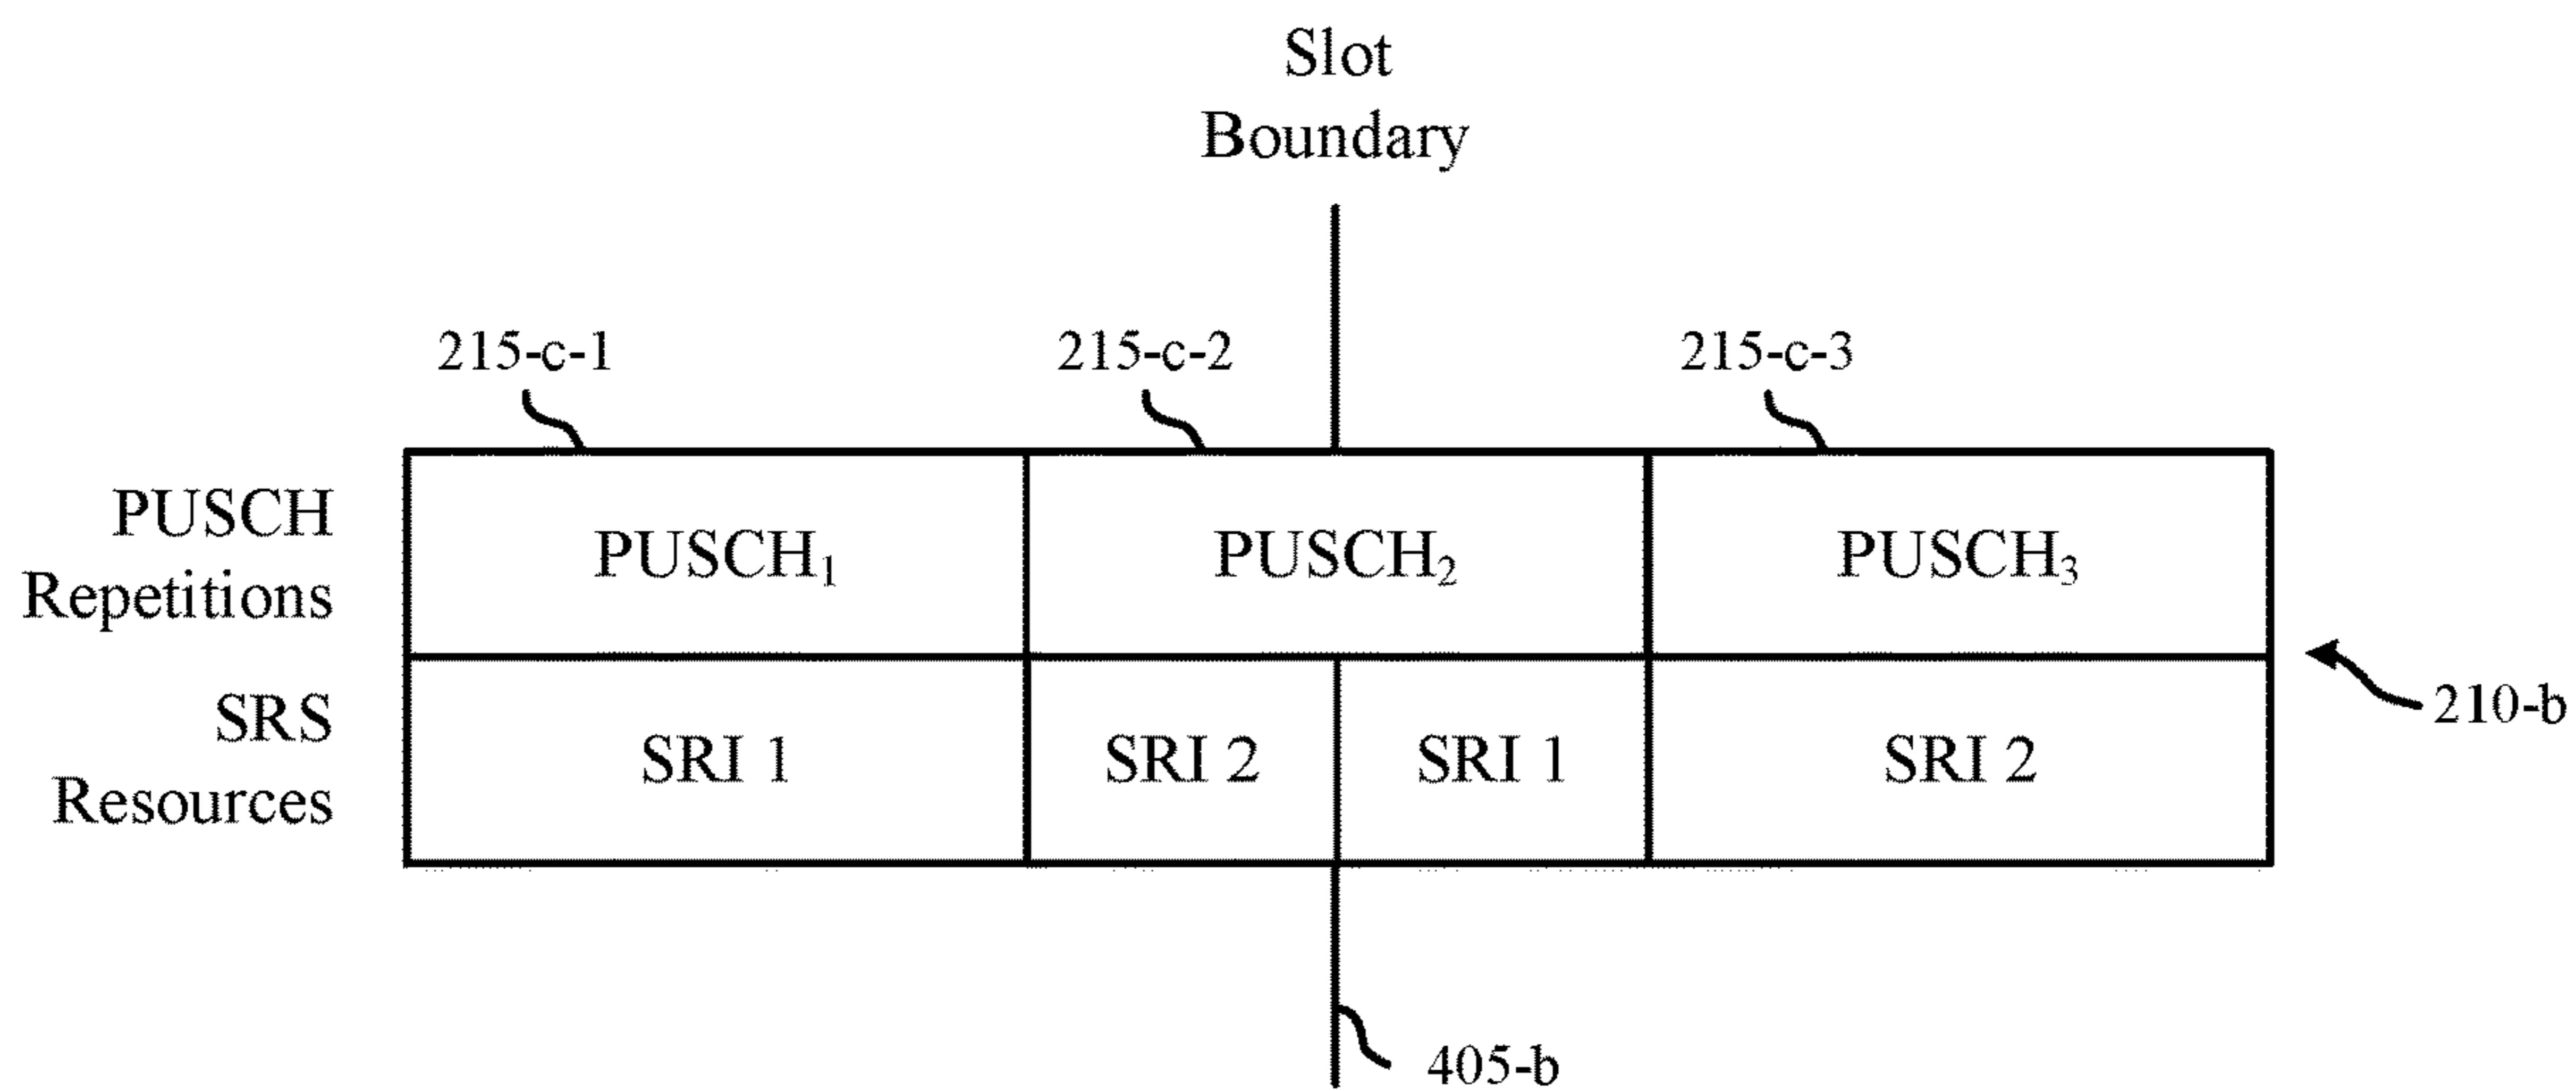 Slot
Boundary
215-c-1 215-c-2 215-c-3
PUSCH
Repetitions
PUSCH₁ PUSCH₂ PUSCH₃
SRS
Resources
SRI 1 SRI 2 SRI 1 SRI 2
210-b
405-b